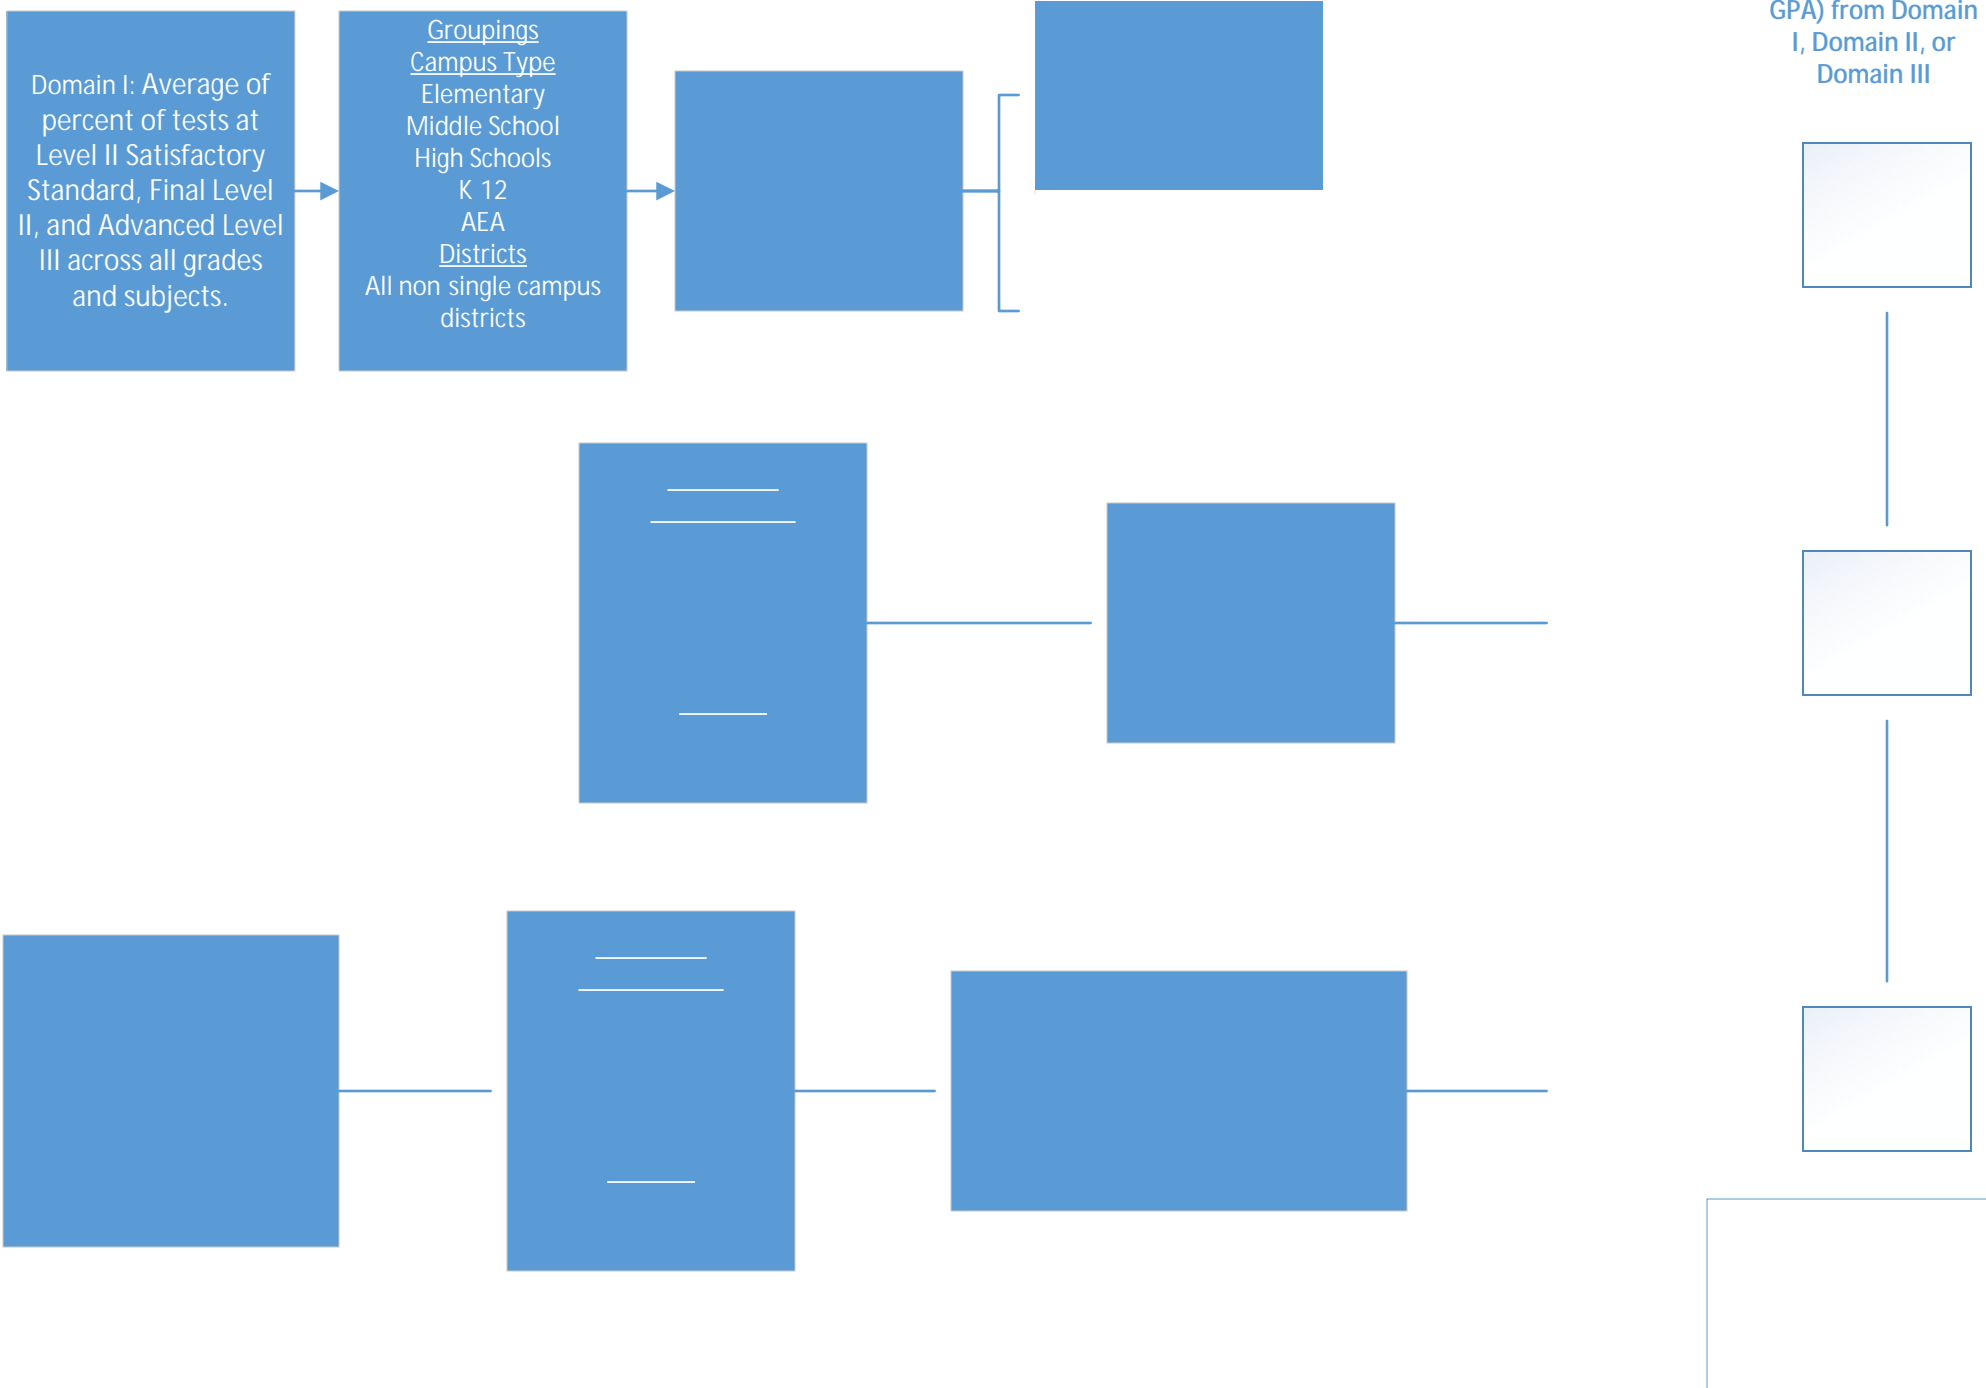 Domain I: Average of
percent of tests at
Level II Satisfactory
Standard, Final Level
II, and Advanced Level
III across all grades
and subjects.
Groupings
Campus Type
Elementary
Middle School
High Schools
K 12
AEA
Districts
All non single campus
districts
GPA) from Domain
I, Domain II, or
Domain III